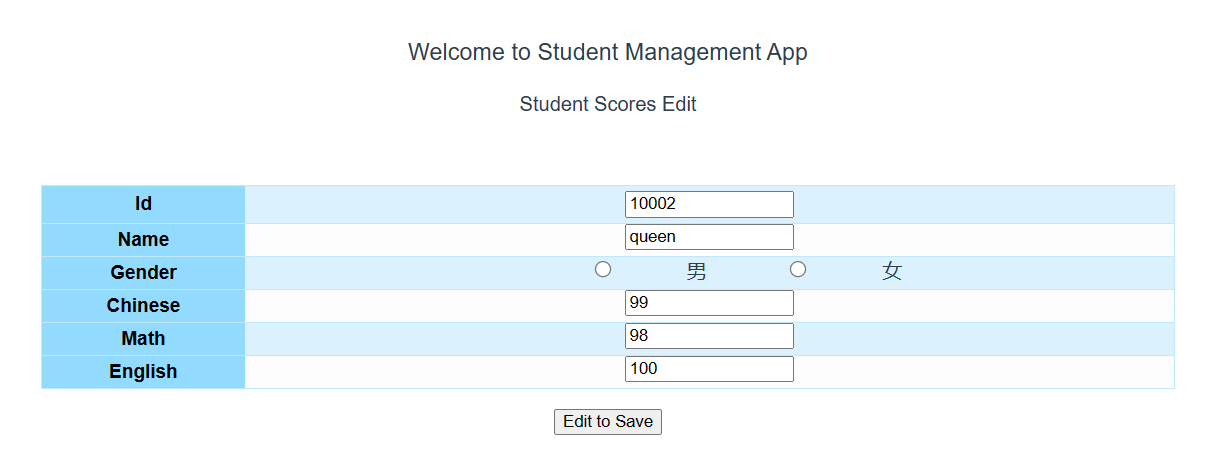 Welcome to Student Management App
Student Scores Edit
Id 10002
Name queen
Gender 男 女
Chinese 99
Math 98
English 100
Edit to Save